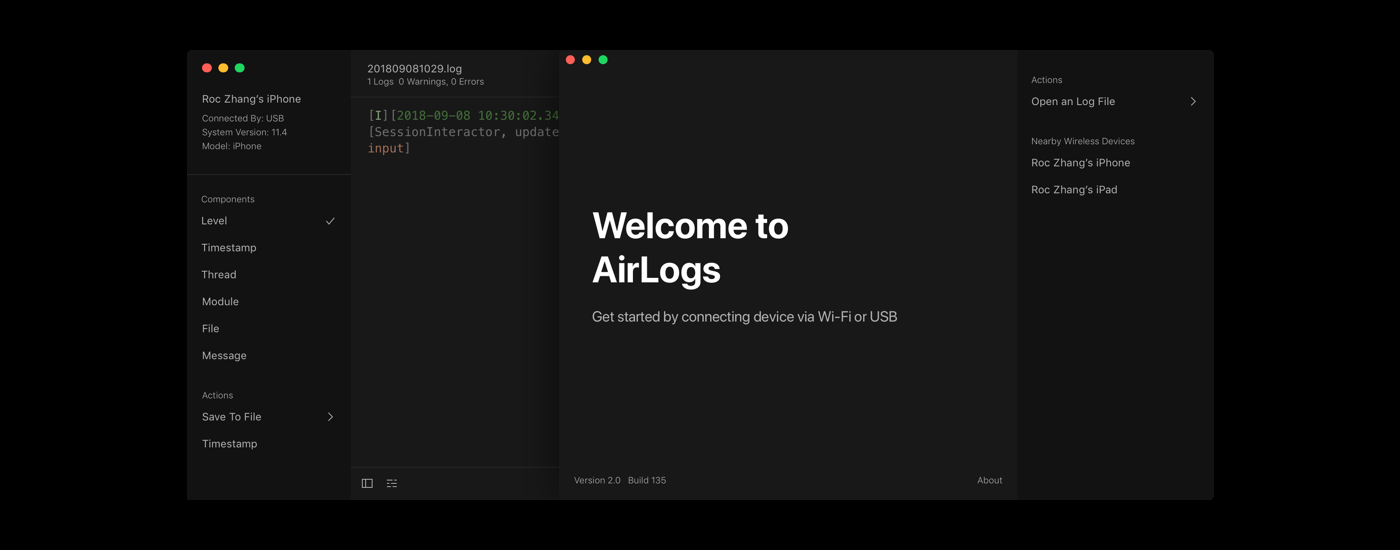 Roc Zhang's iPhone
Connected By: USB
System Version: 11.4
Model: iPhone
Components
Level
Timestamp
Thread
Module
File
Message
Actions
Save To File
Timestamp
201809081029.log
1 Logs 0 Warnings, 0 Errors
[I][2018-09-08 10:30:02.34
[SessionInteractor, update
input]
Welcome to
AirLogs
Get started by connecting device via Wi-Fi or USB
Version 2.0 Build 135
About
Actions
Open an Log File
Nearby Wireless Devices
Roc Zhang's iPhone
Roc Zhang's iPad